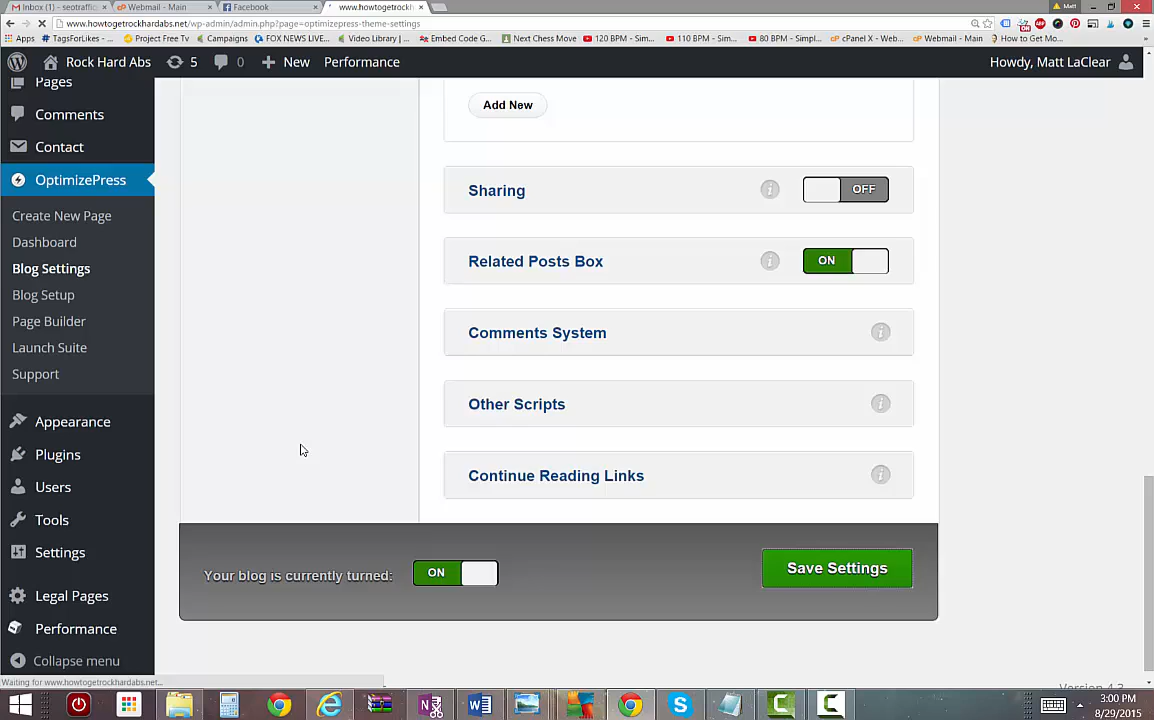 Inbox (1) - seotraffic
Webmail - Main
Facebook
www.howtogetrockhardabs
Matt
www.howtogetrockhardabs.net/wp-admin/admin.php?page=optimizepress-theme-settings
Apps
TagsForLikes - ...
Project Free Tv
Campaigns
FOX NEWS LIVE...
Video Library | ...
Embed Code G...
Next Chess Move
120 BPM - Sim...
110 BPM - Sim...
80 BPM - Simpl...
cPanel X - Web...
Webmail - Main
How to Get Mo...
Rock Hard Abs
5
0
New
Performance
Howdy, Matt LaClear
Pages
Comments
Contact
OptimizePress
Create New Page
Dashboard
Blog Settings
Blog Setup
Page Builder
Launch Suite
Support
Appearance
Plugins
Users
Tools
Settings
Legal Pages
Performance
Collapse menu
Add New
Sharing
OFF
Related Posts Box
ON
Comments System
Other Scripts
Continue Reading Links
Your blog is currently turned:
ON
Save Settings
Waiting for www.howtogetrockhardabs.net...
3:00 PM
8/29/2015